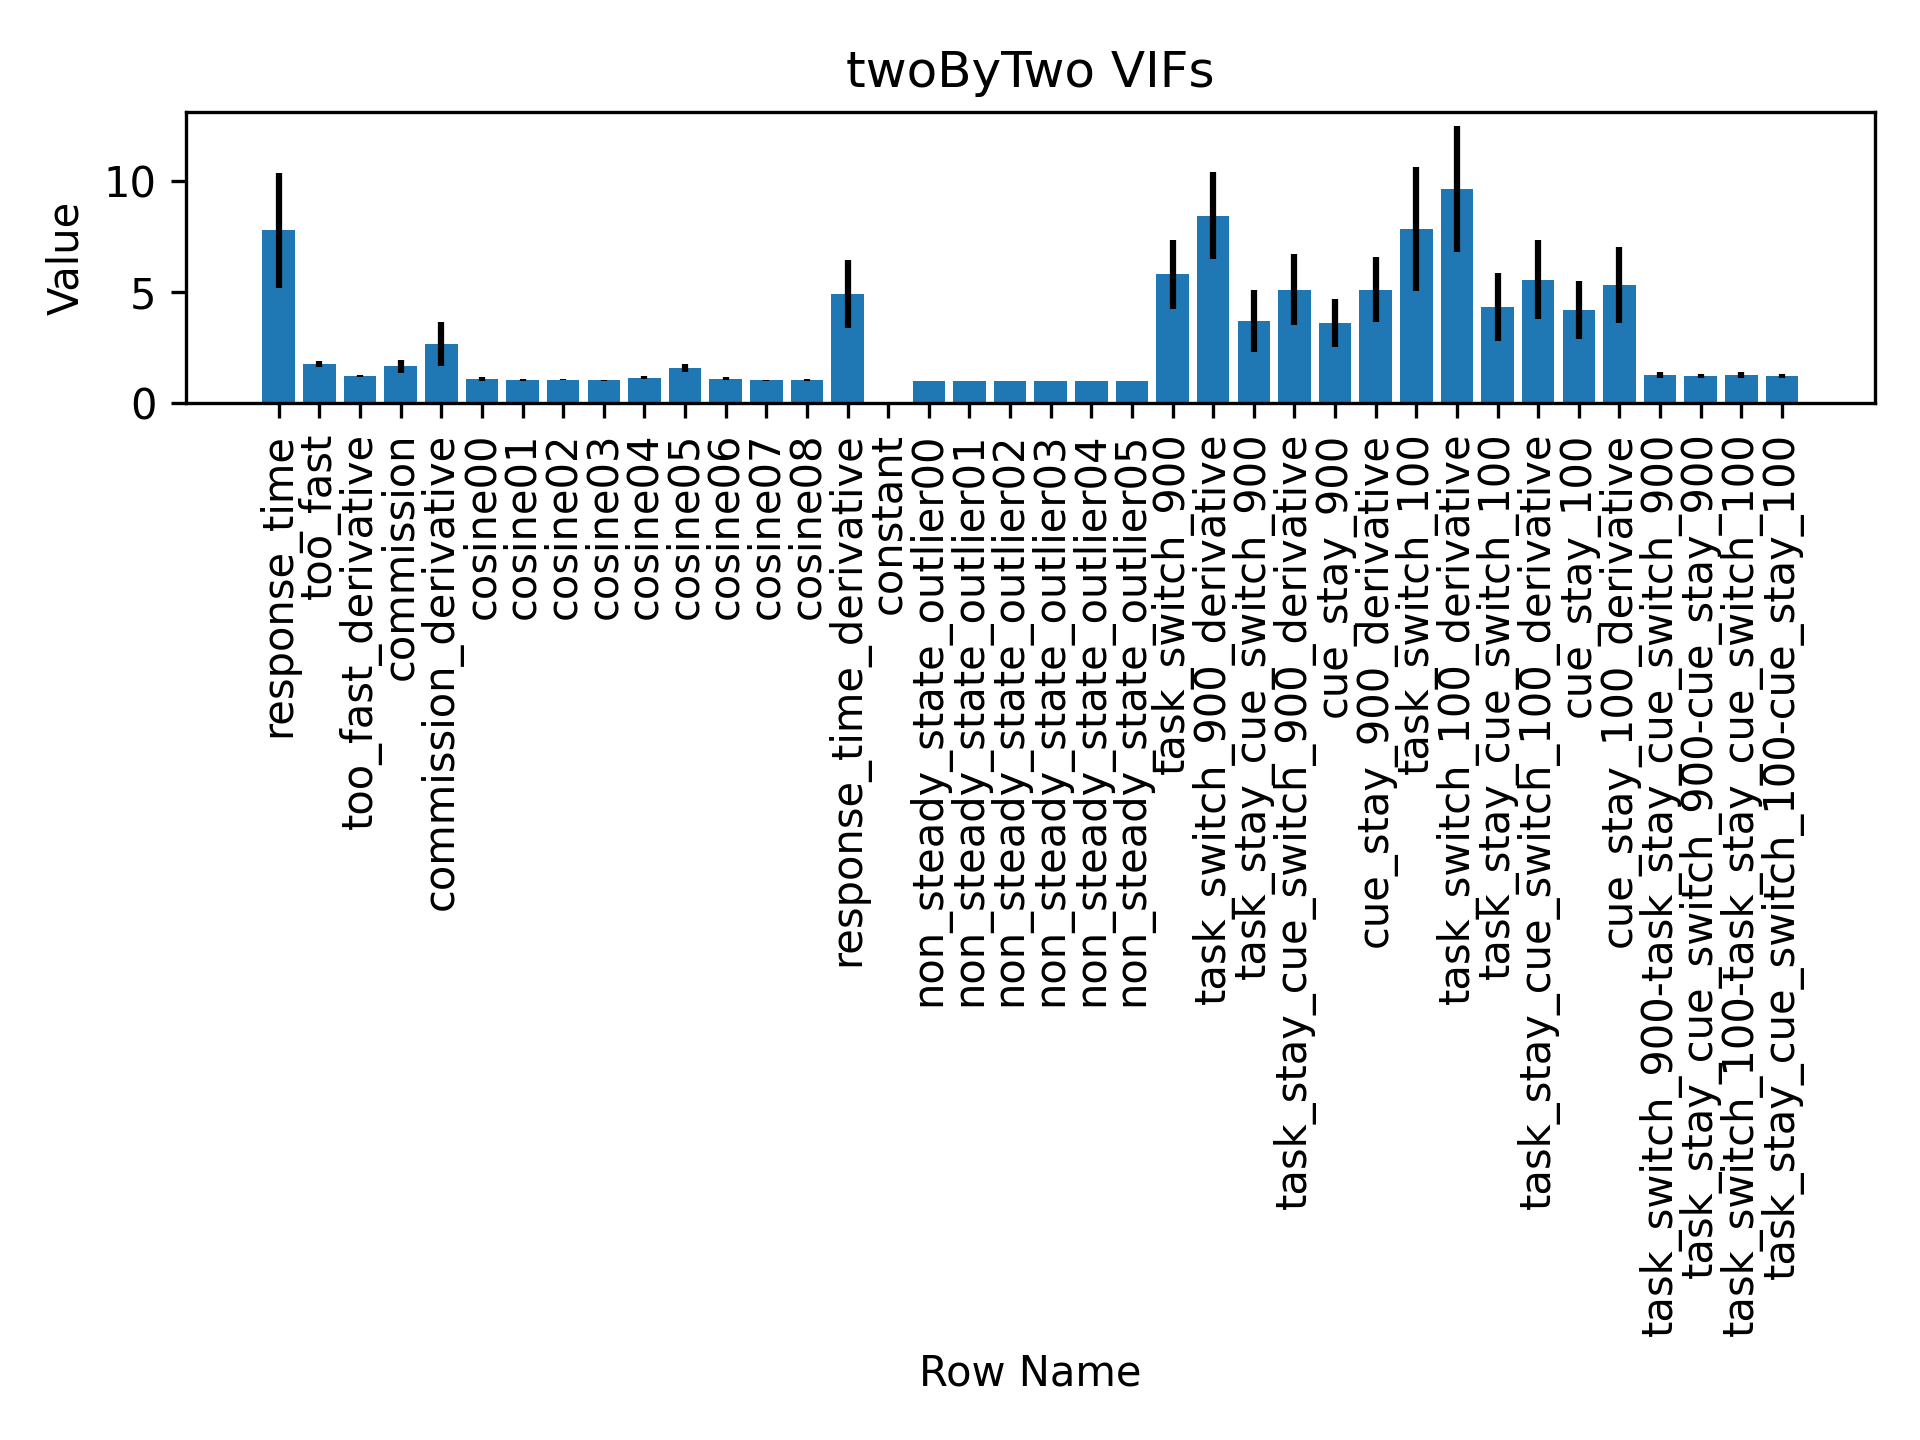 twoByTwo VIFs
Value
10
5
0
response_time
too_fast
too_fast_derivative
commission
commission_derivative
cosine00
cosine01
cosine02
cosine03
cosine04
cosine05
cosine06
cosine07
cosine08
response_time_derivative
constant
non_steady_state_outlier00
non_steady_state_outlier01
non_steady_state_outlier02
non_steady_state_outlier03
non_steady_state_outlier04
non_steady_state_outlier05
task_switch_900
task_switch_900_derivative
task_stay_cue_switch_900
task_stay_cue_switch_900_derivative
cue_stay_900
cue_stay_900_derivative
task_switch_100
task_switch_100_derivative
task_stay_cue_switch_100
task_stay_cue_switch_100_derivative
cue_stay_100
cue_stay_100_derivative
task_switch_900-task_stay_cue_switch_900
task_stay_cue_switch_900-cue_stay_900
task_switch_100-task_stay_cue_switch_100
task_stay_cue_switch_100-cue_stay_100
Row Name